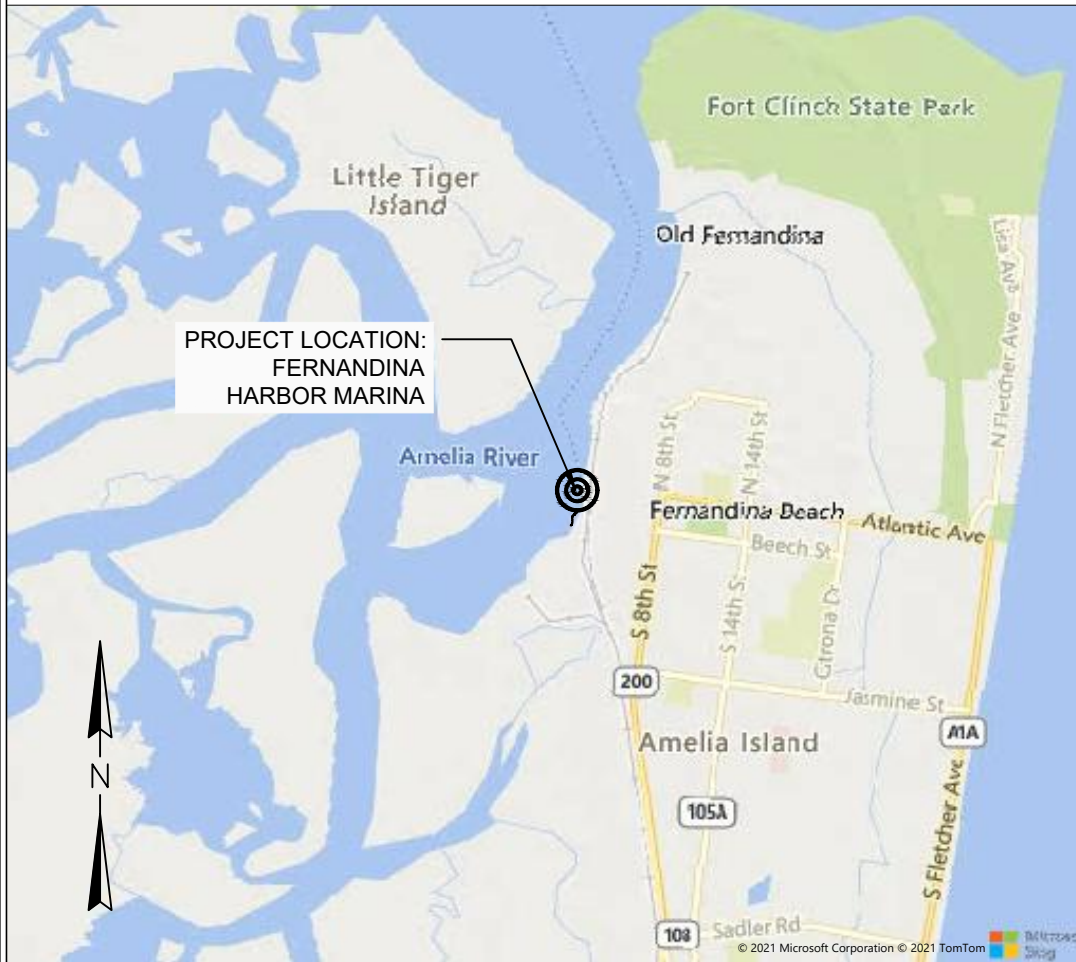 Fort Clinch State Park
Little Tiger
Island
Old Fernandina
Lisa Ave
N Fletcher Ave
PROJECT LOCATION:
FERNANDINA
HARBOR MARINA
Amelia River
N 8th St
N 14th St
Fernandina Beach
Atlantic Ave
Beech St
S 8th St
S 14th St
Citrona Dr
200
Jasmine St
A1A
Amelia Island
N
105A
S Fletcher Ave
108
Sadler Rd
© 2021 Microsoft Corporation © 2021 TomTom